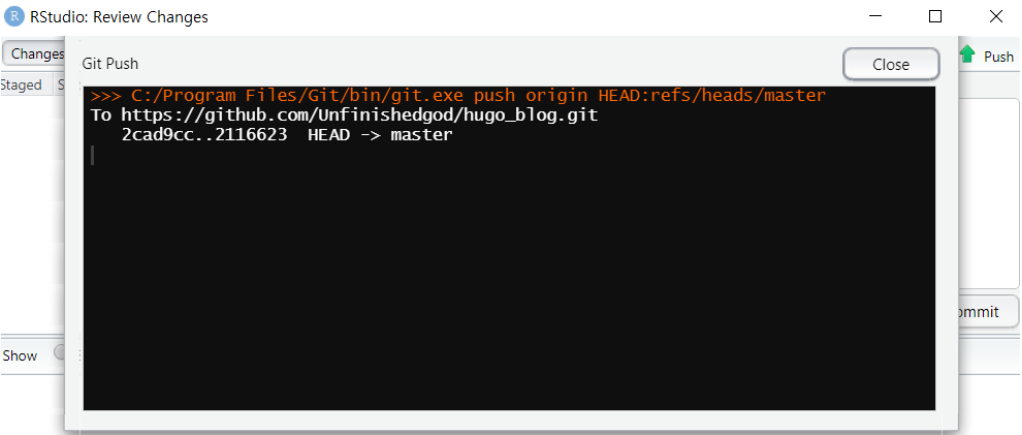 R RStudio: Review Changes
Changes
Git Push
Close
Push
Staged S
>>> C:/Program Files/Git/bin/git.exe push origin HEAD:refs/heads/master
To https://github.com/Unfinishedgod/hugo_blog.git
2cad9cc..2116623 HEAD -> master
ommit
Show